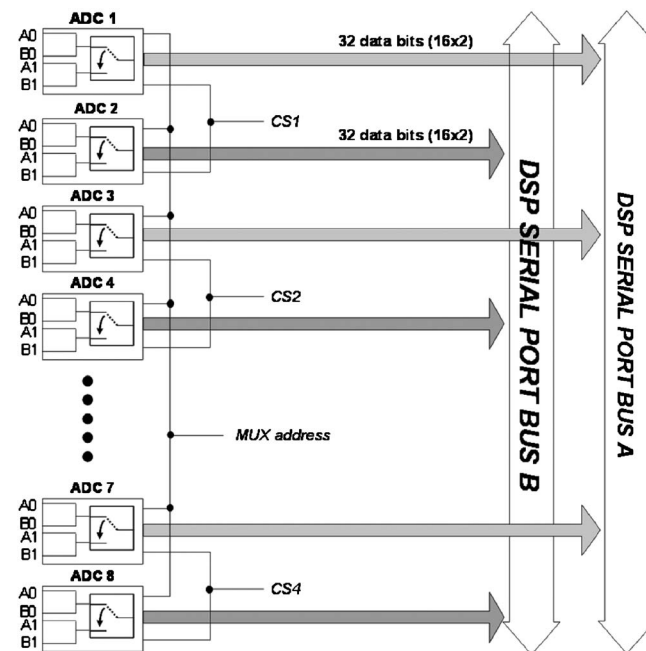 ADC 1
A0
B0
A1
B1
32 data bits (16x2)
CS1
ADC 2
A0
B0
A1
B1
32 data bits (16x2)
ADC 3
A0
B0
A1
B1
CS2
ADC 4
A0
B0
A1
B1
MUX address
ADC 7
A0
B0
A1
B1
CS4
ADC 8
A0
B0
A1
B1
DSP SERIAL PORT BUS B
DSP SERIAL PORT BUS A